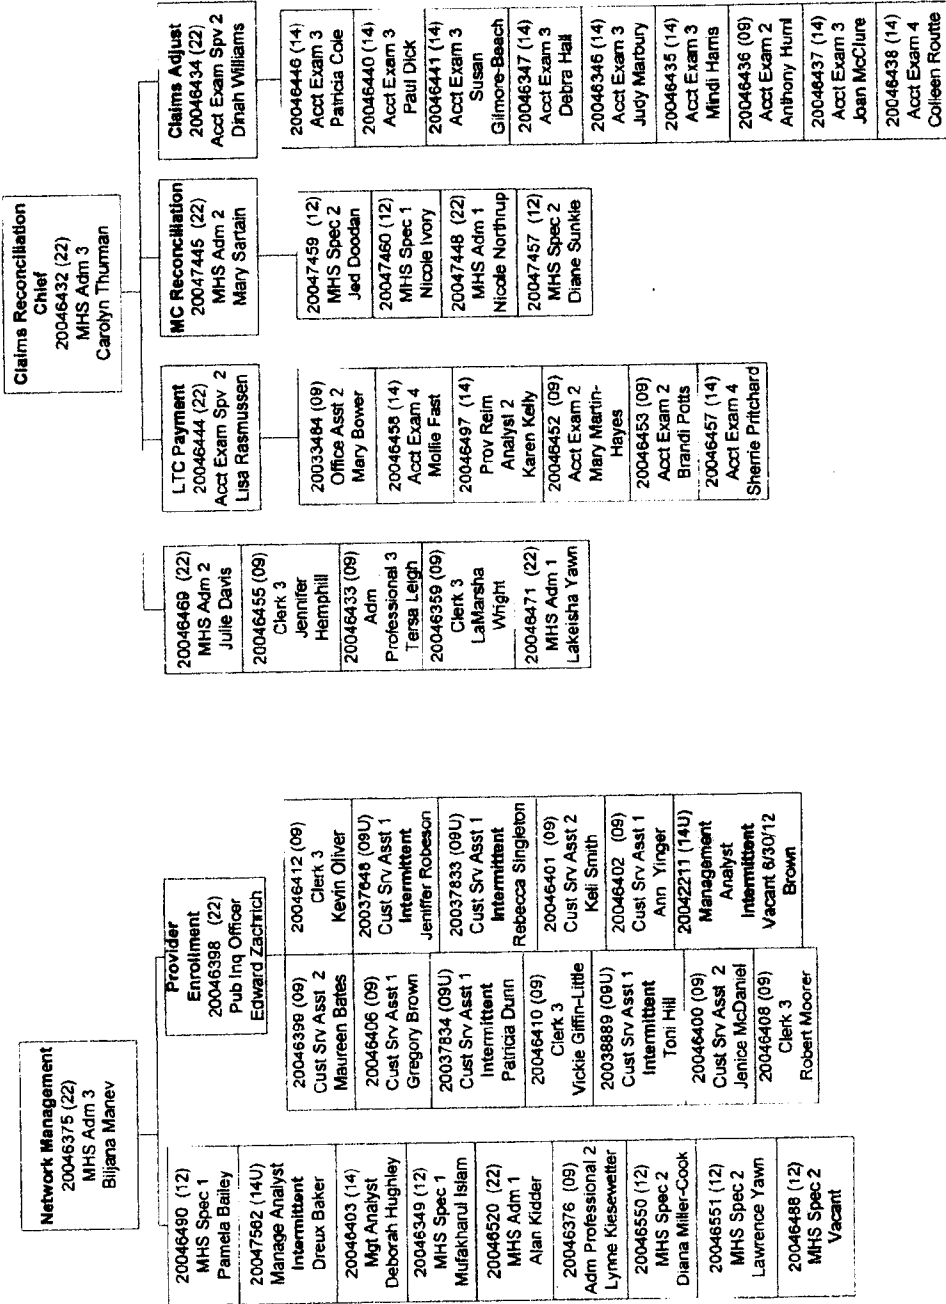 Network Management
20046375 (22)
MHS Adm 3
Biljana Manev
20046490 (12)
MHS Spec 1
Pamela Bailey
20047562 (14U)
Manage Analyst
Intermittent
Dreux Baker
20046403 (14)
Mgt Analyst
Deborah Hughley
20046349 (12)
MHS Spec 1
Mufakharul Islam
20046520 (22)
MHS Adm 1
Alan Kidder
20046376 (09)
Adm Professional 2
Lynne Kiesewetter
20046550 (12)
MHS Spec 2
Diana Miller-Cook
20046551 (12)
MHS Spec 2
Lawrence Yawn
20046488 (12)
MHS Spec 2
Vacant
Provider
Enrollment
20046398 (22)
Pub Inq Officer
Edward Zachrich
20046399 (09)
Cust Srv Asst 2
Maureen Bates
20046406 (09)
Cust Srv Asst 1
Gregory Brown
20037834 (09U)
Cust Srv Asst 1
Intermittent
Patricia Dunn
20046410 (09)
Clerk 3
Vickie Giffin-Little
20038889 (09U)
Cust Srv Asst 1
Intermittent
Toni Hill
20046400 (09)
Cust Srv Asst 2
Janice McDaniel
20046408 (09)
Clerk 3
Robert Moorer
20046412 (09)
Clerk 3
Kevin Oliver
20037848 (09U)
Cust Srv Asst 1
Intermittent
Jeniffer Robeson
20037833 (09U)
Cust Srv Asst 1
Intermittent
Rebecca Singleton
20046401 (09)
Cust Srv Asst 2
Keli Smith
20046402 (09)
Cust Srv Asst 1
Ann Yinger
20042211 (14U)
Management
Analyst
Intermittent
Vacant 6/30/12
Brown
Claims Reconciliation
Chief
20046432 (22)
MHS Adm 3
Carolyn Thurman
20046469 (22)
MHS Adm 2
Julie Davis
20046455 (09)
Clerk 3
Jennifer
Hemphill
20046433 (09)
Adm
Professional 3
Tersa Leigh
20046359 (09)
Clerk 3
LaMarsha
Wright
20046471 (22)
MHS Adm 1
Lakeisha Yawn
LTC Payment
20046444 (22)
Acct Exam Spv 2
Lisa Rasmussen
20033464 (09)
Office Asst 2
Mary Bower
20046458 (14)
Acct Exam 4
Mollie Fast
20046497 (14)
Prov Reim
Analysl 2
Karen Kelly
20046452 (09)
Acct Exam 2
Mary Martin-
Hayes
20046453 (09)
Acct Exam 2
Brandi Potts
20046457 (14)
Acct Exam 4
Sherrie Pritchard
MC Reconciliation
20047445 (22)
MHS Adm 2
Mary Sartain
20047459 (12)
MHS Spec 2
Jed Doodan
20047460 (12)
MHS Spec 1
Nicole Ivory
20047448 (22)
MHS Adm 1
Nicole Northrup
20047457 (12)
MHS Spec 2
Diane Sunkle
Claims Adjust
20046434 (22)
Acct Exam Spv 2
Dinah Williams
20046446 (14)
Acct Exam 3
Patricia Cole
20046440 (14)
Acct Exam 3
Paul Dick
20046441 (14)
Acct Exam 3
Susan
Gilmore-Beach
20046347 (14)
Acct Exam 3
Debra Hall
20046346 (14)
Acct Exam 3
Judy Marbury
20046435 (14)
Acct Exam 3
Mindi Harris
20046436 (09)
Acct Exam 2
Anthony Huml
20046437 (14)
Acct Exam 3
Joan McClure
20046438 (14)
Acct Exam 4
Colleen Routte